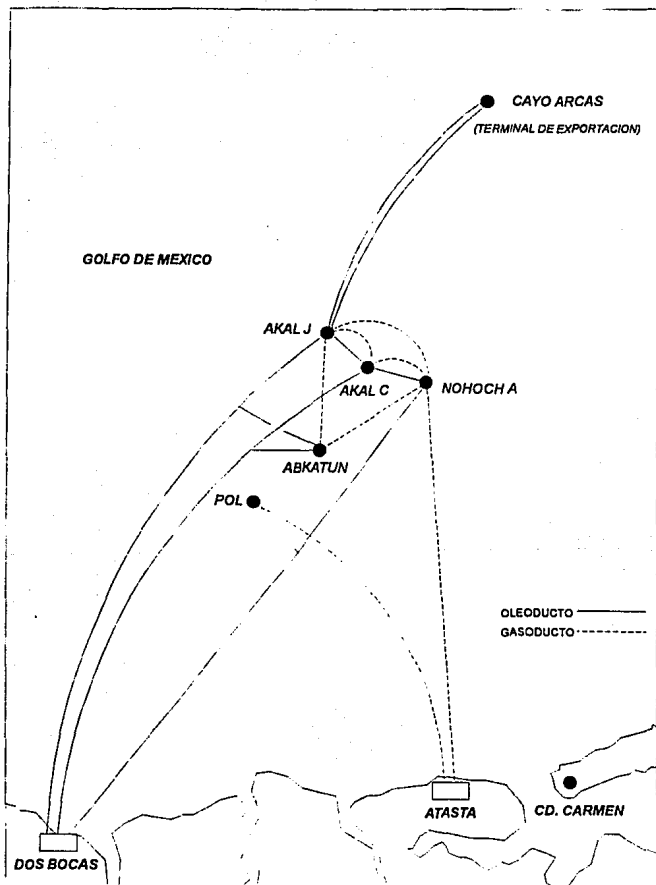 CAYO ARCAS
(TERMINAL DE EXPORTACION)
GOLFO DE MEXICO
AKAL J
AKAL C
NOHOCH A
ABKATUN
POL
OLEODUCTO
GASODUCTO
ATASTA
CD. CARMEN
DOS BOCAS